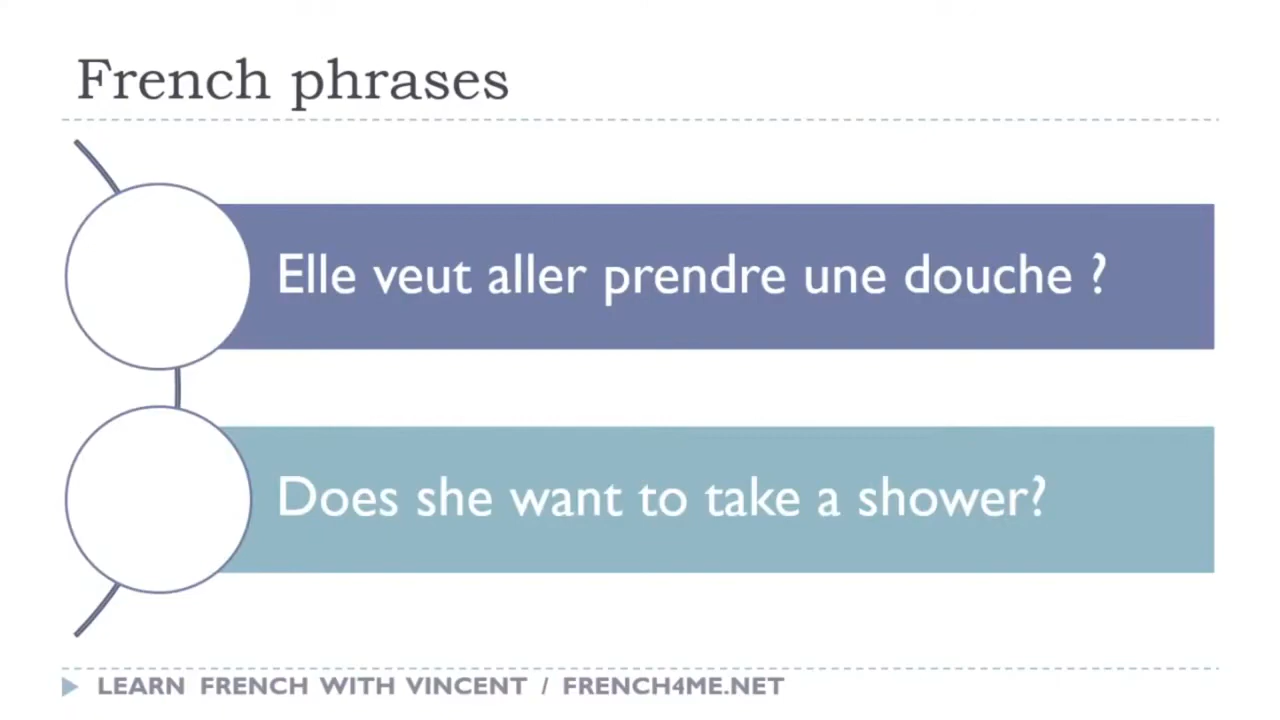 French phrases
Elle veut aller prendre une douche ?
Does she want to take a shower?
LEARN FRENCH WITH VINCENT / FRENCH4ME.NET